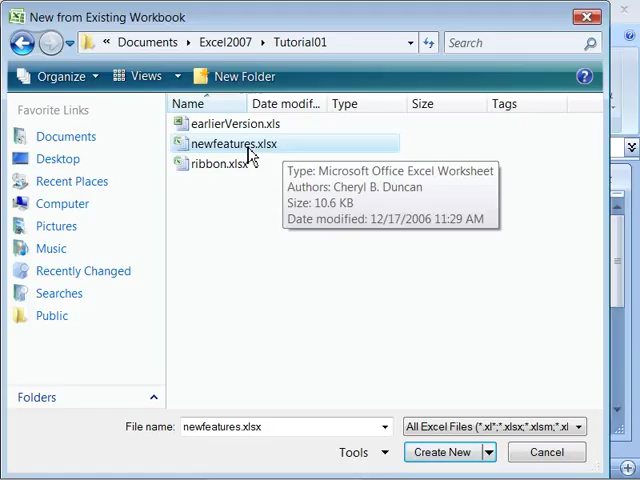 New from Existing Workbook
« Documents Excel2007 Tutorial01 Search
Organize Views New Folder
Favorite Links
Documents
Desktop
Recent Places
Computer
Pictures
Music
Recently Changed
Searches
Public
Folders
Name Date modif... Type Size Tags
earlierVersion.xls
newfeatures.xlsx
ribbon.xlsx
Type: Microsoft Office Excel Worksheet
Authors: Cheryl B. Duncan
Size: 10.6 KB
Date modified: 12/17/2006 11:29 AM
File name: newfeatures.xlsx All Excel Files (*.xl*;*.xlsx;*.xlsm;*.xl
Tools Create New Cancel